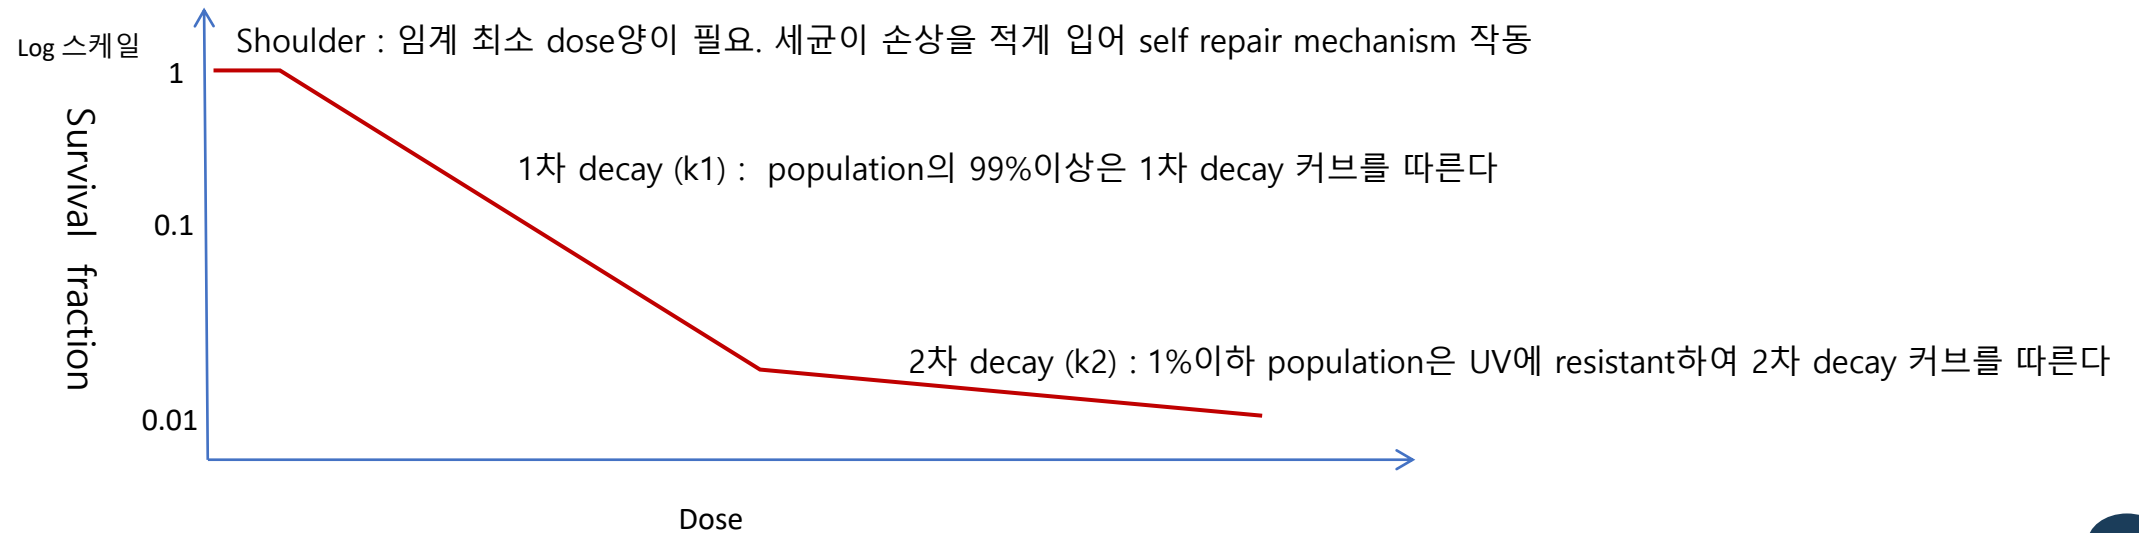 Log 스케일
Shoulder : 임계 최소 dose양이 필요. 세균이 손상을 적게 입어 self repair mechanism 작동
1
Survival fraction
1차 decay (k1) : population의 99%이상은 1차 decay 커브를 따른다
0.1
2차 decay (k2) : 1%이하 population은 UV에 resistant하여 2차 decay 커브를 따른다
0.01
Dose